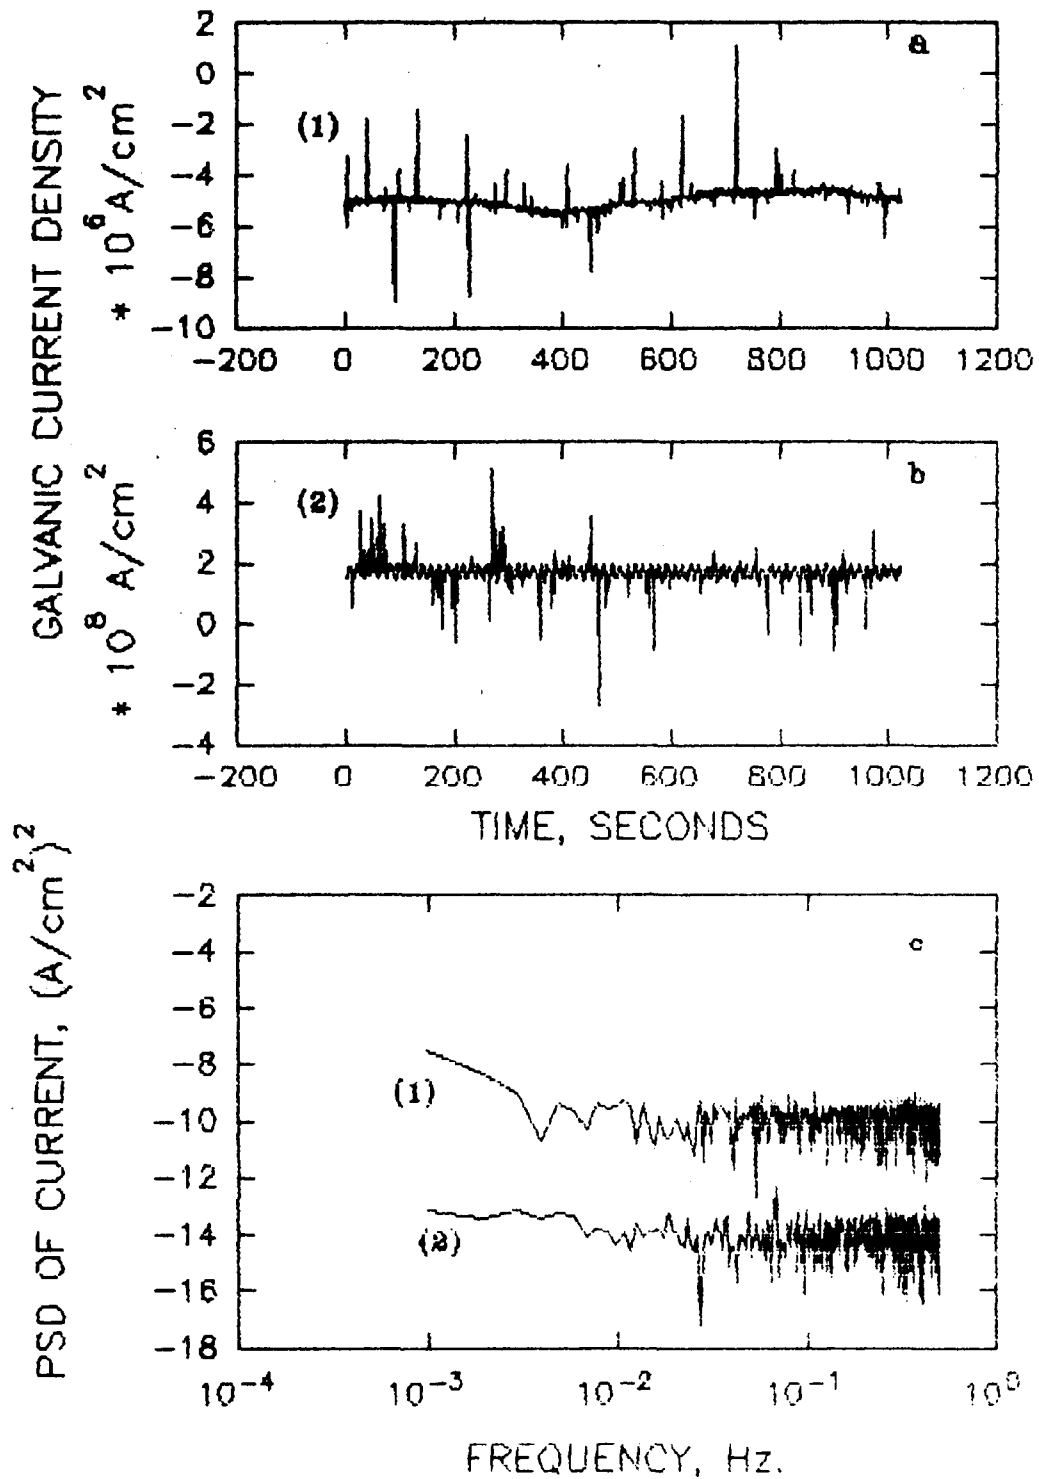 GALVANIC CURRENT DENSITY
* 10^6 A/cm^2
2
0
-2
-4
-6
-8
-10
(1)
a
-200 0 200 400 600 800 1000 1200
* 10^8 A/cm^2
6
4
2
0
-2
-4
(2)
b
-200 0 200 400 600 800 1000 1200
TIME, SECONDS
PSD OF CURRENT, (A/cm^2)^2
-2
-4
-6
-8
-10
-12
-14
-16
-18
(1)
(2)
c
10^-4 10^-3 10^-2 10^-1 10^0
FREQUENCY, Hz.